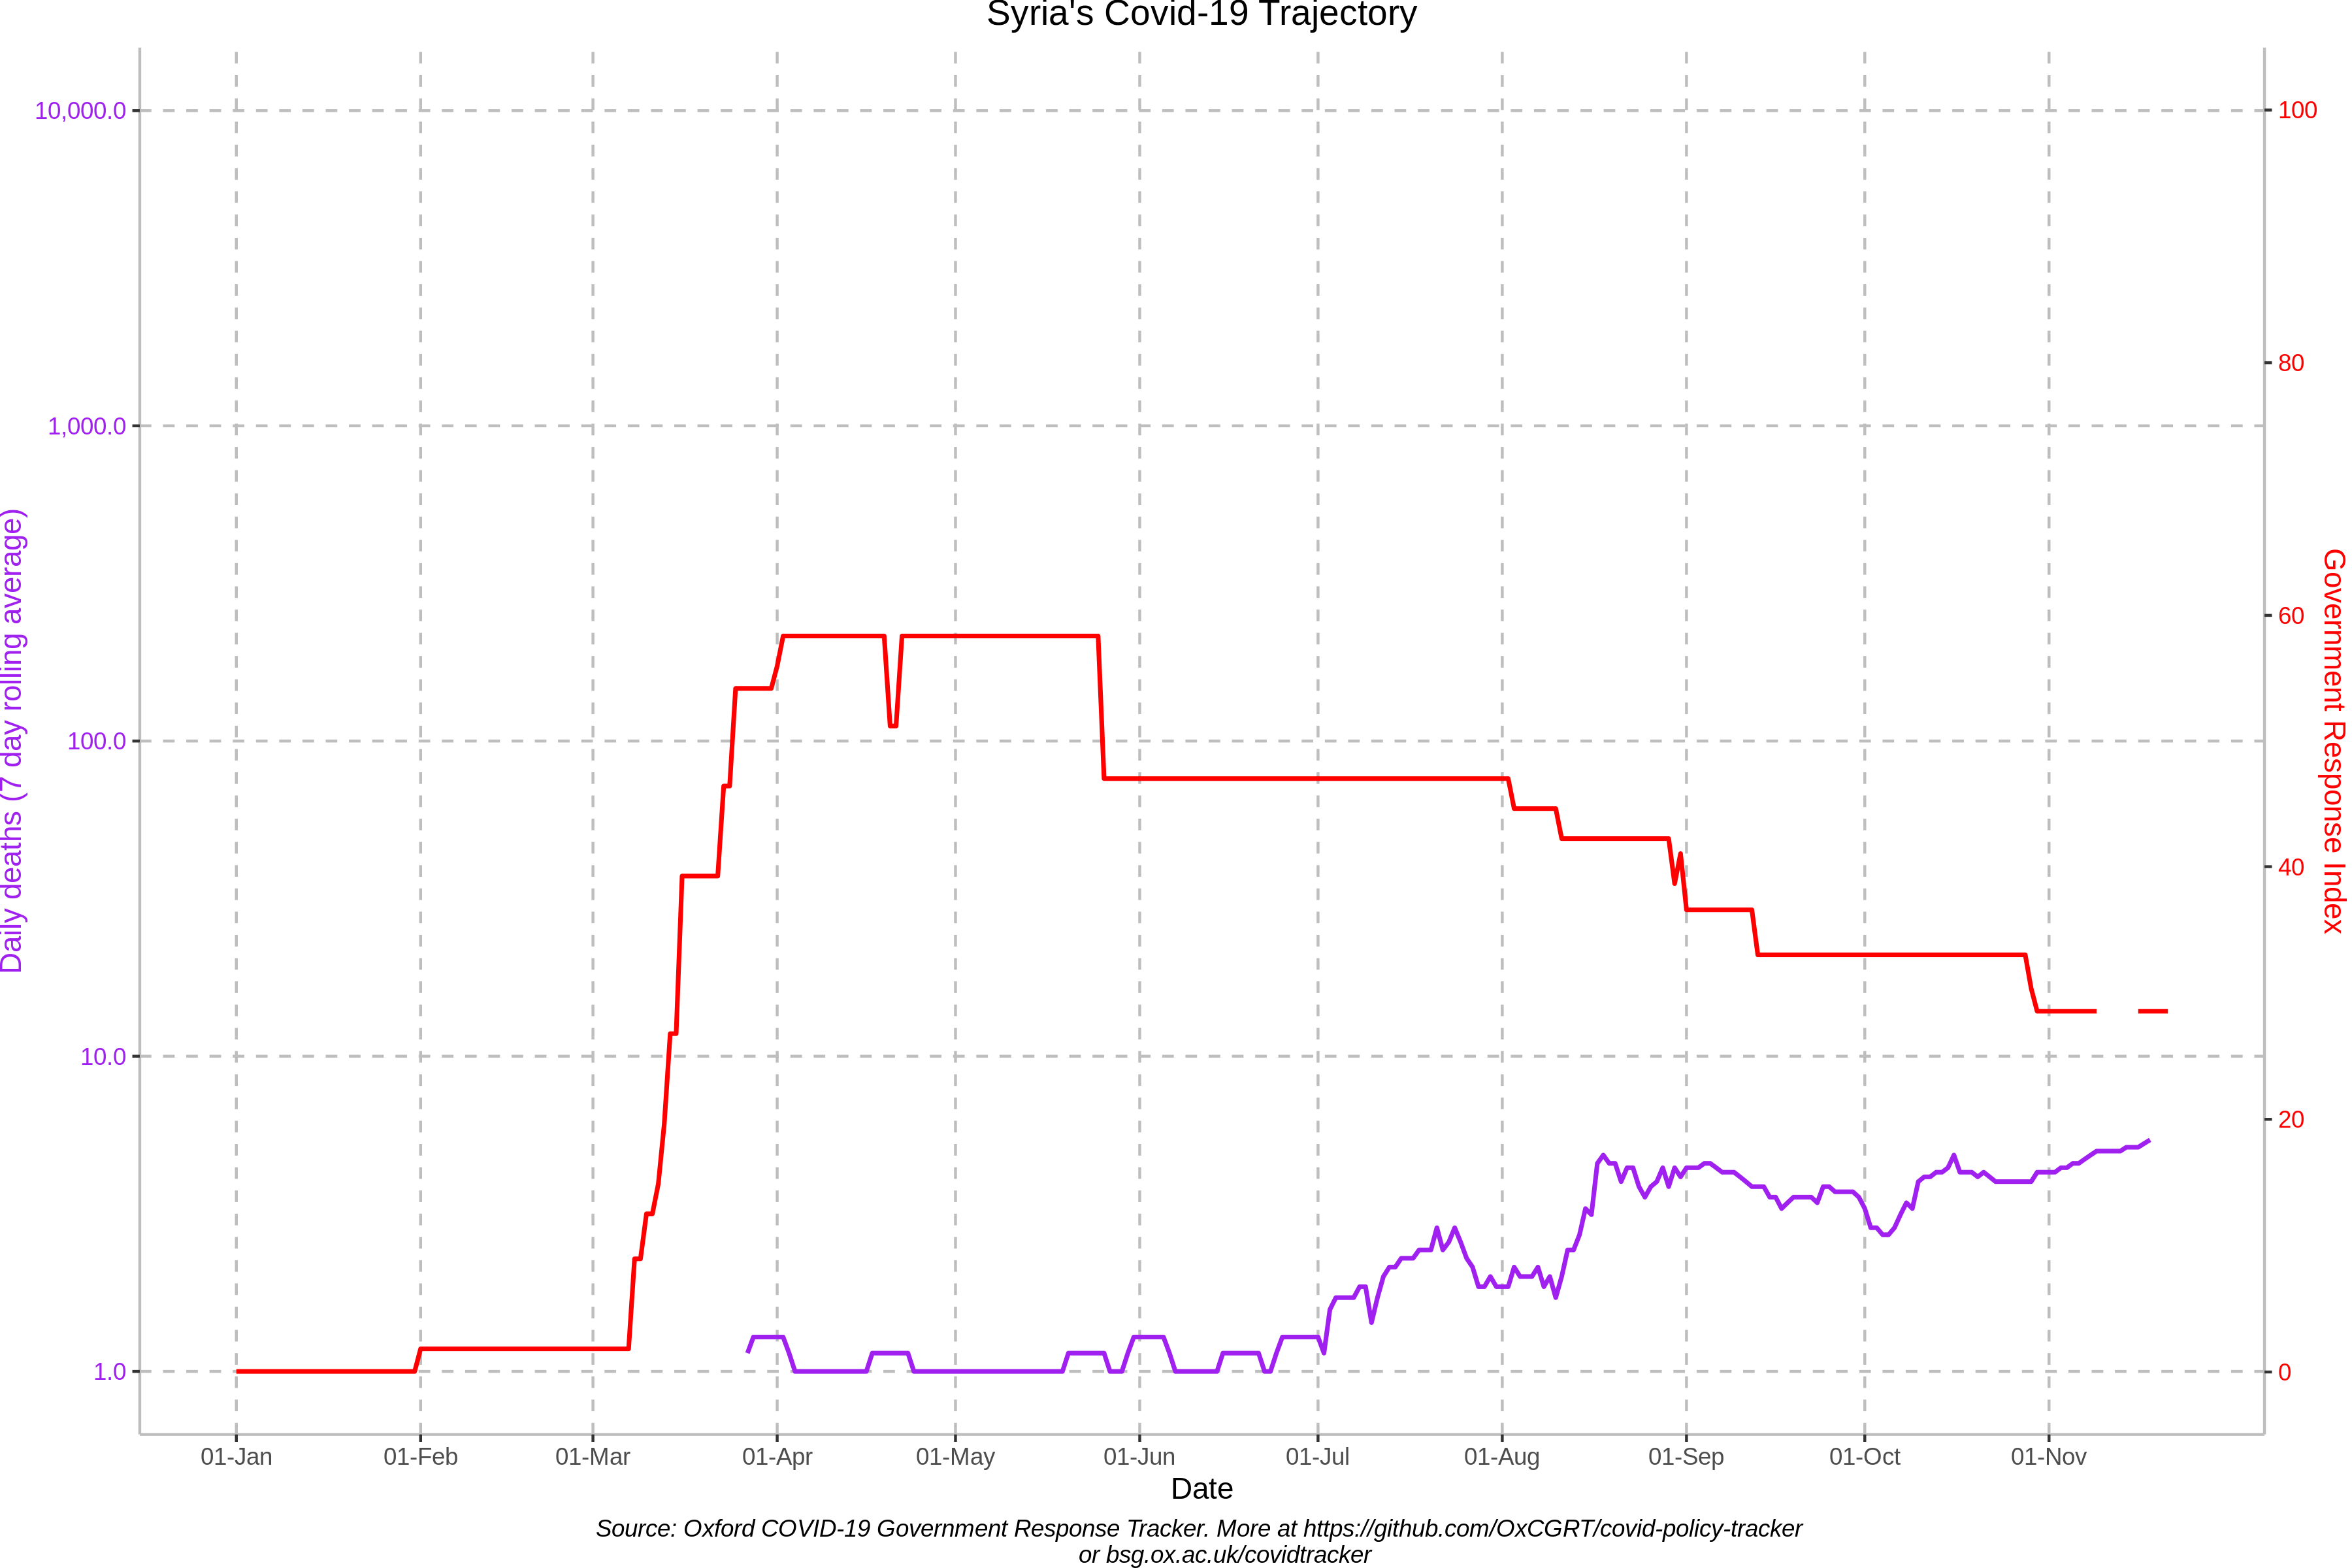 Syria's Covid-19 Trajectory
10,000.0
1,000.0
100.0
10.0
1.0
Daily deaths (7 day rolling average)
100
80
60
40
20
0
Government Response Index
01-Jan
01-Feb
01-Mar
01-Apr
01-May
01-Jun
01-Jul
01-Aug
01-Sep
01-Oct
01-Nov
Date
Source: Oxford COVID-19 Government Response Tracker. More at https://github.com/OxCGRT/covid-policy-tracker
or bsg.ox.ac.uk/covidtracker